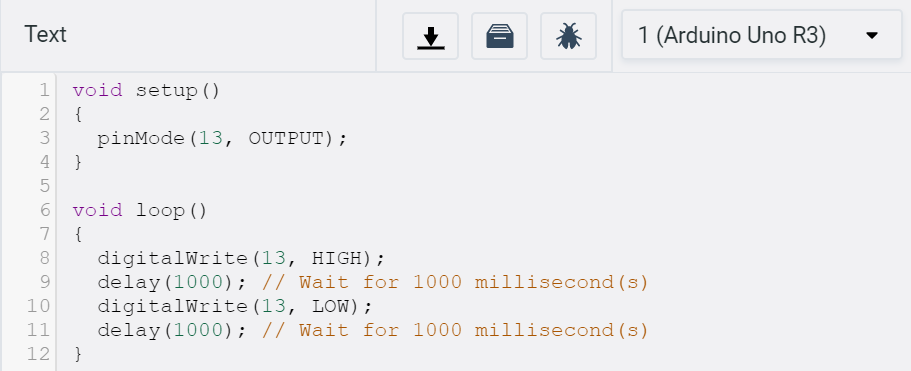 Text
1 (Arduino Uno R3)
1 void setup()
2 {
3   pinMode(13, OUTPUT);
4 }
5
6 void loop()
7 {
8   digitalWrite(13, HIGH);
9   delay(1000); // Wait for 1000 millisecond(s)
10   digitalWrite(13, LOW);
11   delay(1000); // Wait for 1000 millisecond(s)
12 }